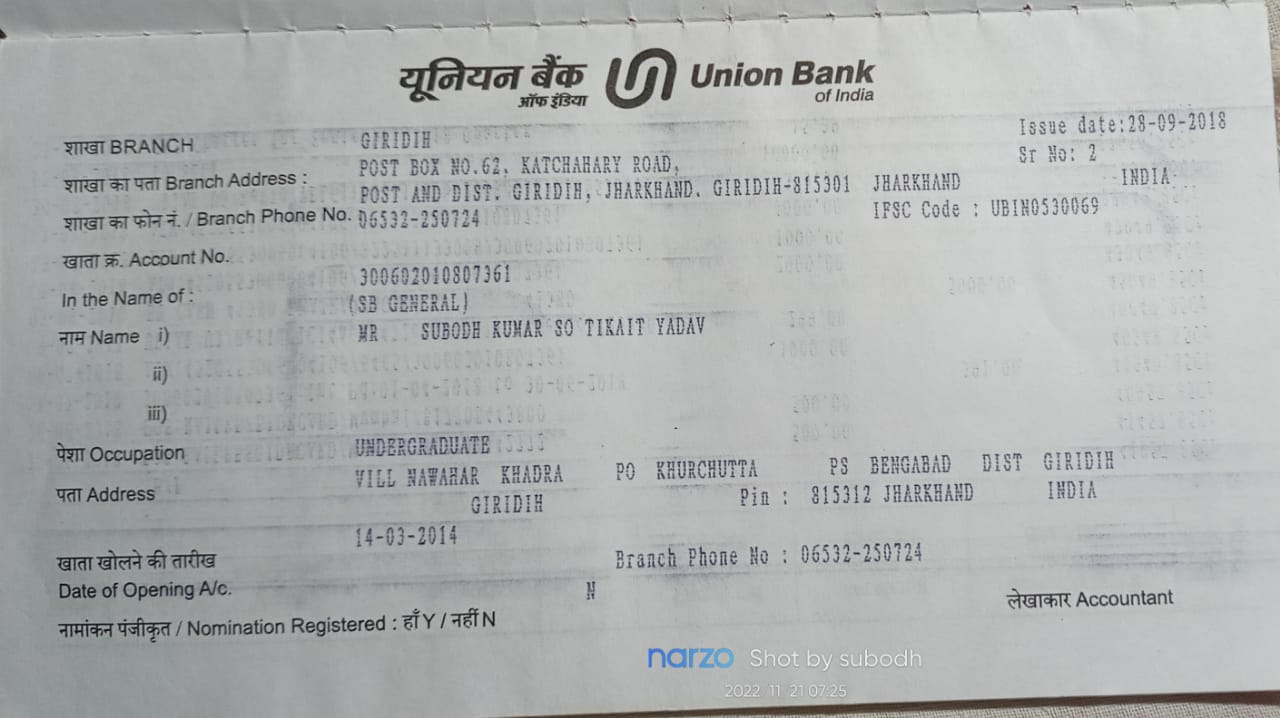 यूनियन बैंक Union Bank
ऑफ इंडिया of India
शाखा BRANCH GIRIDIH Issue date:28-09-2018
POST BOX NO.62, KATCHAHARY ROAD, Sr No: 2
शाखा का पता Branch Address : POST AND DIST. GIRIDIH, JHARKHAND. GIRIDIH-815301 JHARKHAND INDIA
शाखा का फोन नं. / Branch Phone No. 06532-250724 IFSC Code : UBIN0530069
खाता क्र. Account No. 300602010807361
In the Name of : (SB GENERAL)
नाम Name i) MR SUBODH KUMAR SO TIKAIT YADAV
ii)
iii)
पेशा Occupation UNDERGRADUATE
पता Address VILL NAWAHAR KHADRA PO KHURCHUTTA PS BENGABAD DIST GIRIDIH
GIRIDIH Pin : 815312 JHARKHAND INDIA
14-03-2014
खाता खोलने की तारीख Branch Phone No : 06532-250724
Date of Opening A/c. N
नामांकन पंजीकृत / Nomination Registered : हाँ Y / नहीं N लेखाकार Accountant
narzo Shot by subodh
2022 11 21 07:25